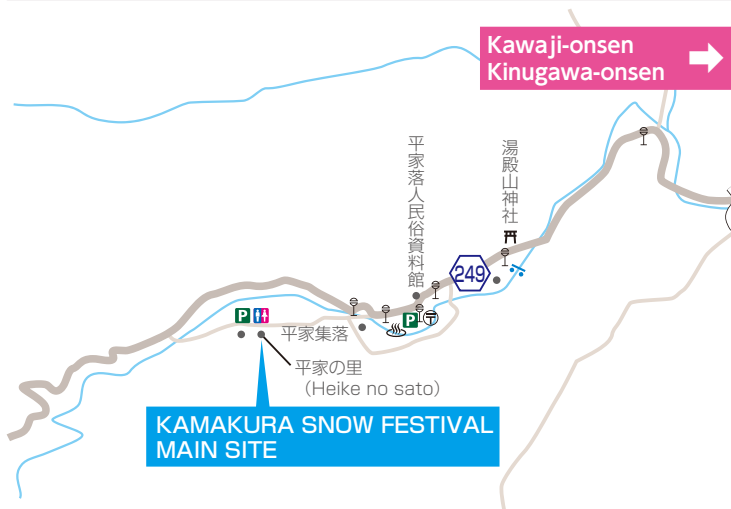 Kawaji-onsen
Kinugawa-onsen
平家落人民俗資料館
湯殿山神社
249
P
P
平家集落
平家の里
(Heike no sato)
KAMAKURA SNOW FESTIVAL
MAIN SITE